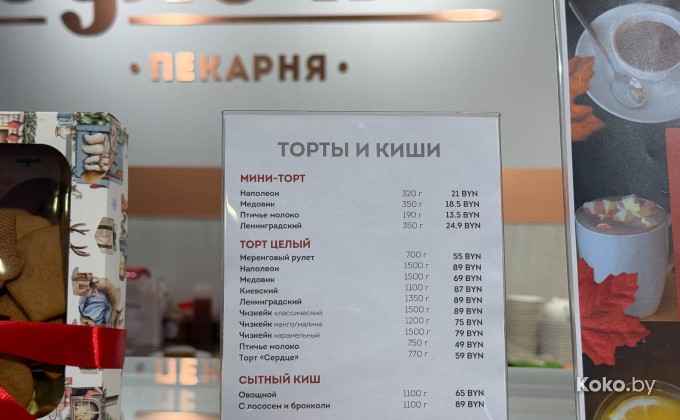 • ПЕКАРНЯ •
ТОРТЫ И КИШИ
МИНИ-ТОРТ
Наполеон 320 г 21 BYN
Медовик 350 г 18.5 BYN
Птичье молоко 190 г 13.5 BYN
Ленинградский 350 г 24.9 BYN
ТОРТ ЦЕЛЫЙ
Меренговый рулет 700 г 55 BYN
Наполеон 1500 г 89 BYN
Медовик 1500 г 69 BYN
Киевский 1100 г 87 BYN
Ленинградский 1350 г 89 BYN
Чизкейк классический 1500 г 89 BYN
Чизкейк манго/малина 1200 г 75 BYN
Чизкейк карамельный 1500 г 79 BYN
Птичье молоко 750 г 49 BYN
Торт «Сердце» 770 г 59 BYN
СЫТНЫЙ КИШ
Овощной 1100 г 65 BYN
С лососем и брокколи 1100 г 89 BYN
Koko.by